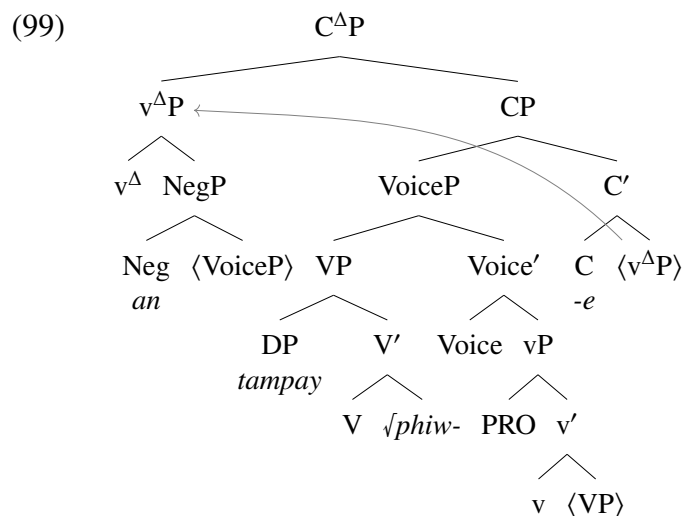 (99) C^ΔP
v^ΔP CP
v^Δ NegP VoiceP C′
Neg ⟨VoiceP⟩ VP Voice′ C ⟨v^ΔP⟩
an -e
DP V′ Voice vP
tampay
V √phiw- PRO v′
v ⟨VP⟩